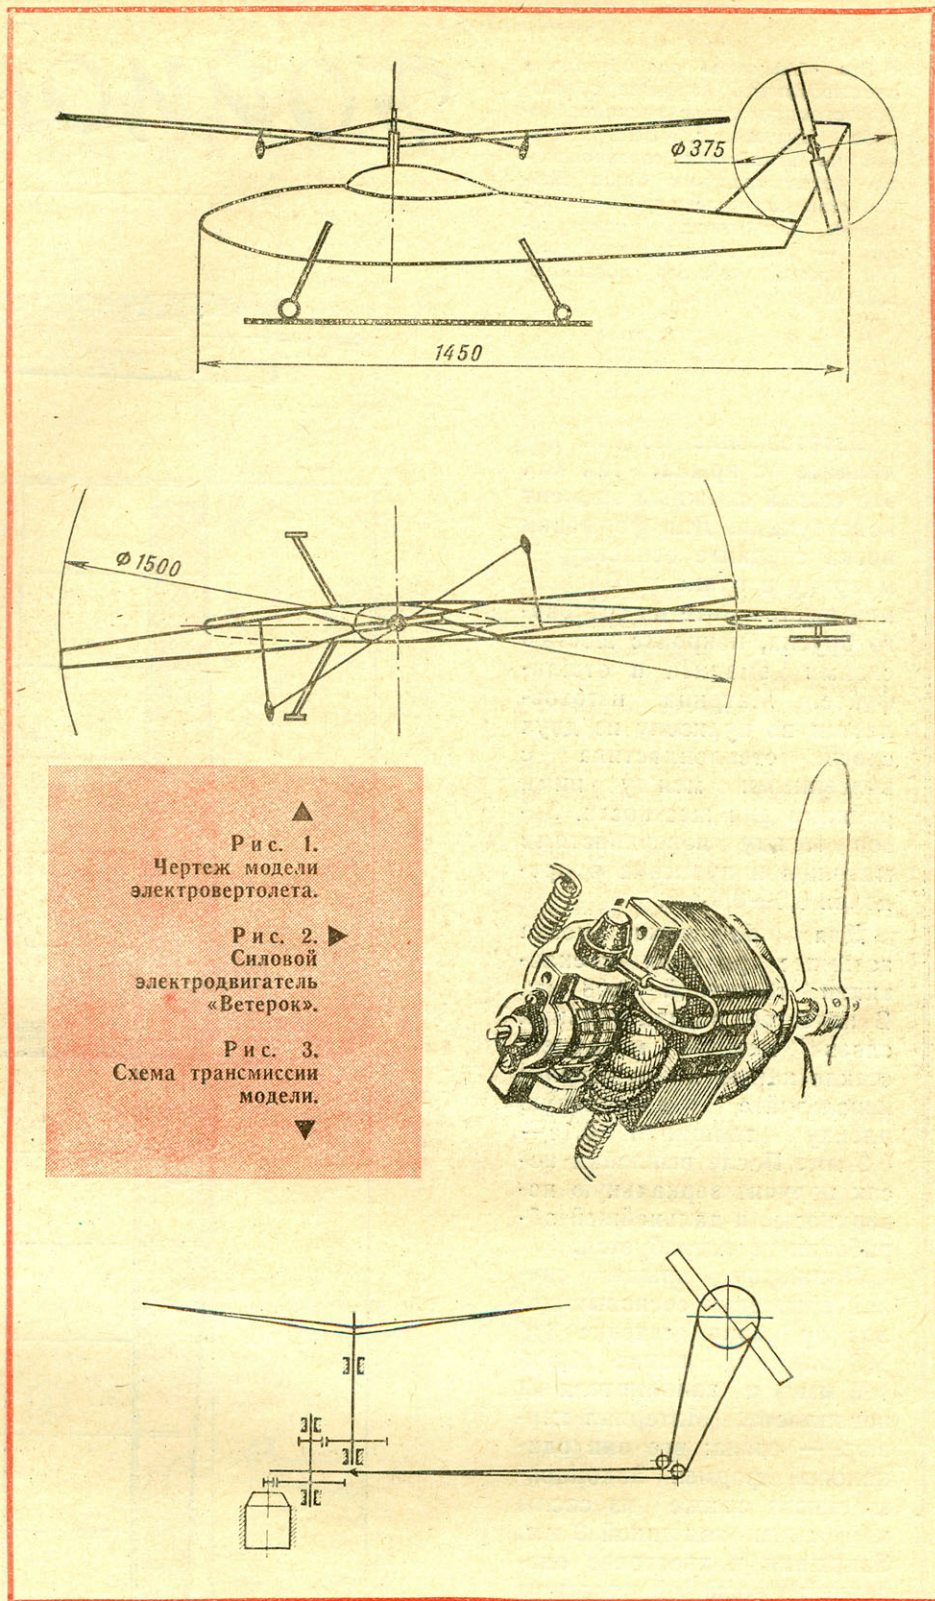 ϕ 375
1450
ϕ 1500
▲
Рис. 1.
Чертеж модели
электровертолета.
Рис. 2. ▶
Силовой
электродвигатель
«Ветерок».
Рис. 3.
Схема трансмиссии
модели.
▼